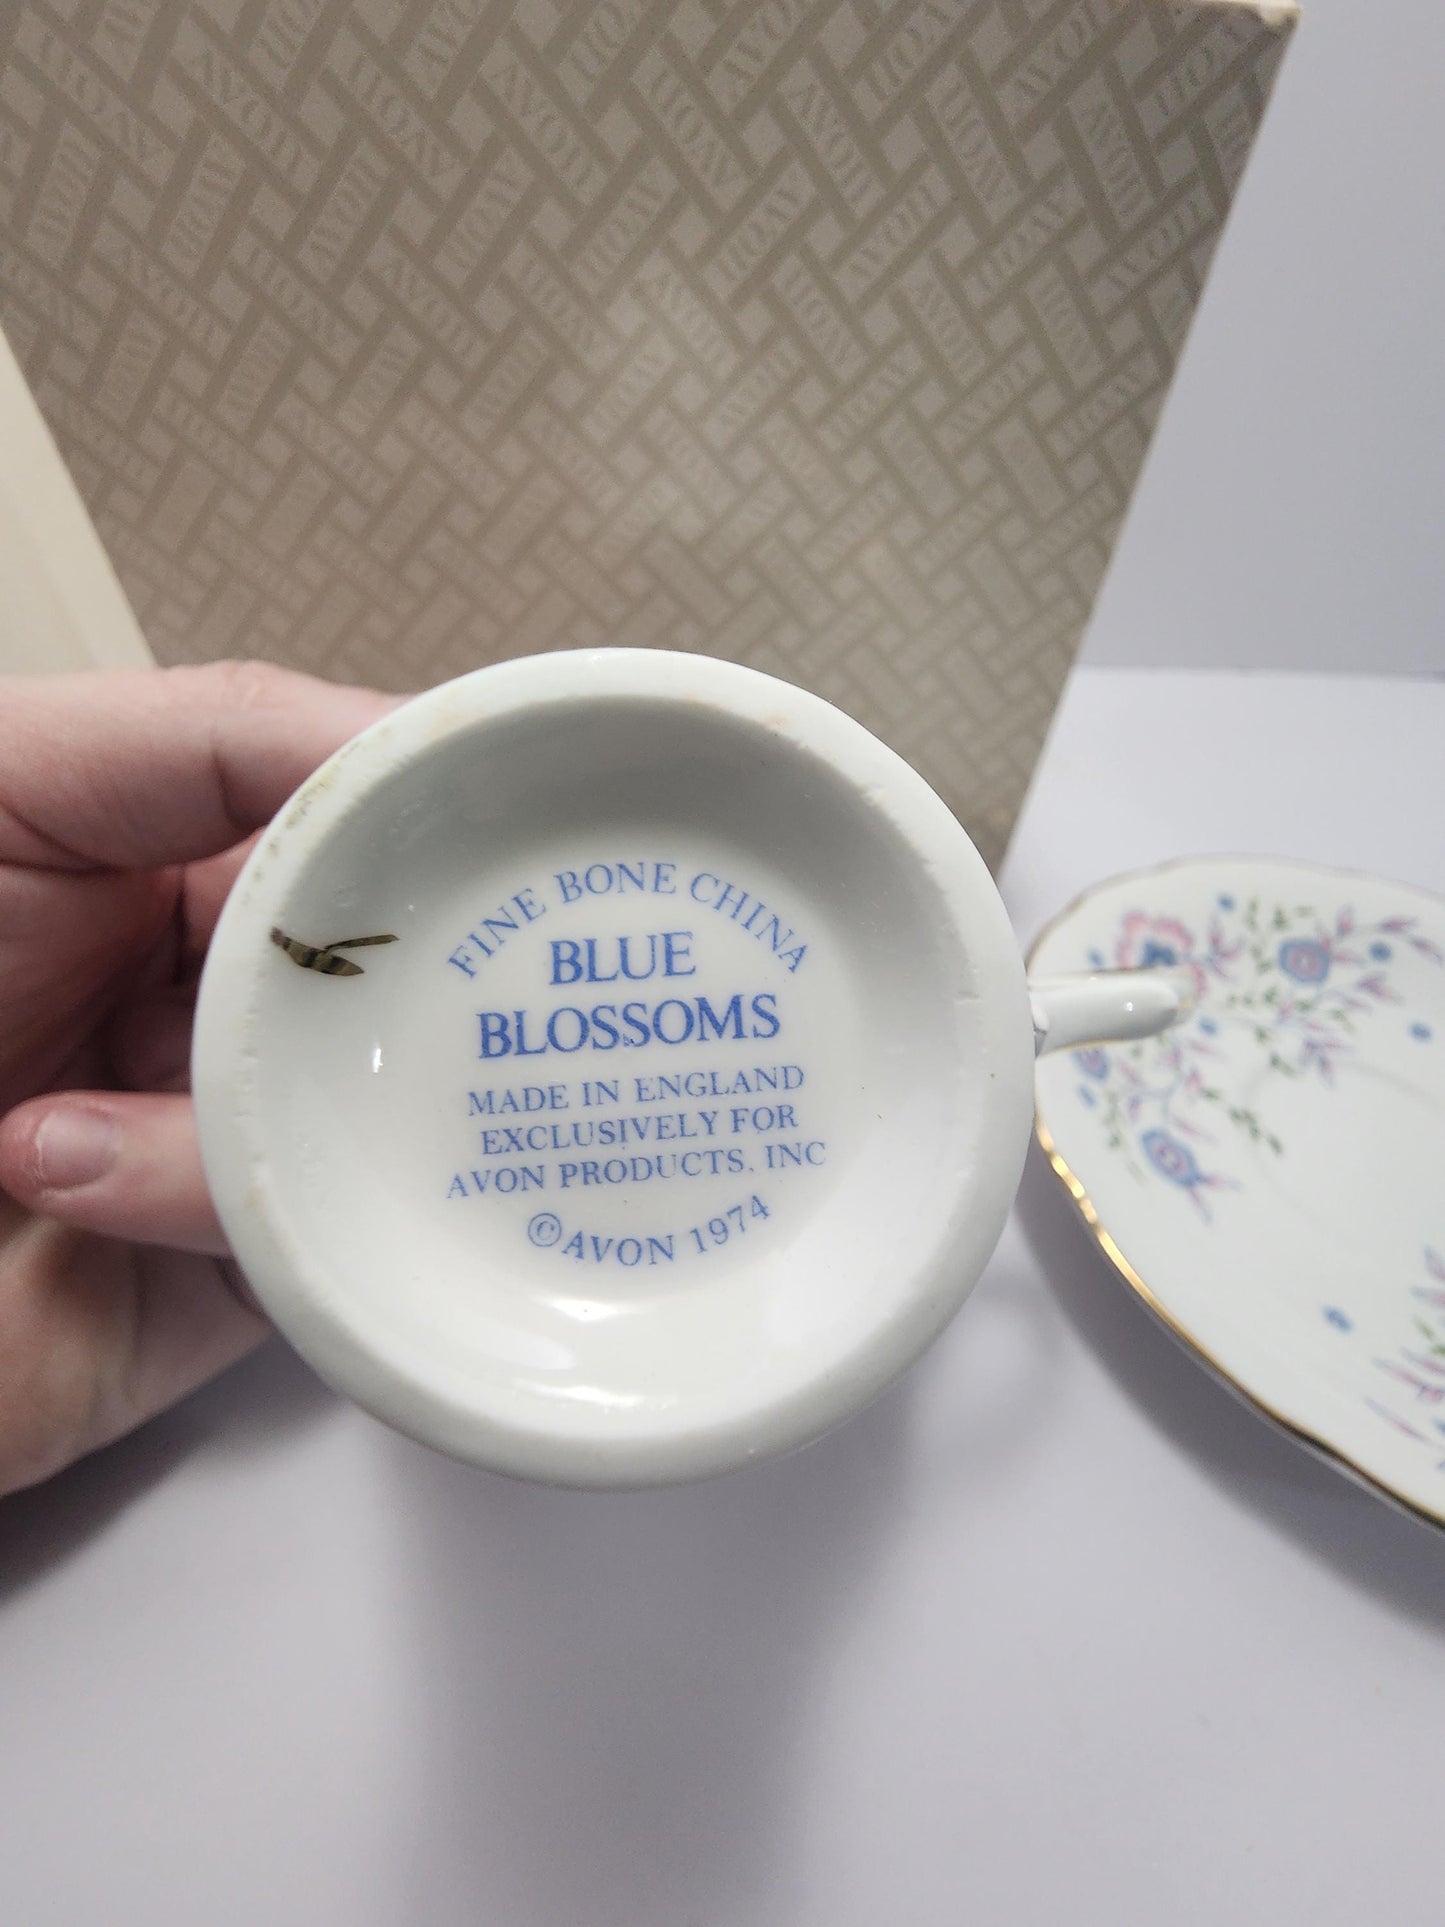 FINE BONE CHINA
BLUE
BLOSSOMS
MADE IN ENGLAND
EXCLUSIVELY FOR
AVON PRODUCTS, INC
©AVON 1974